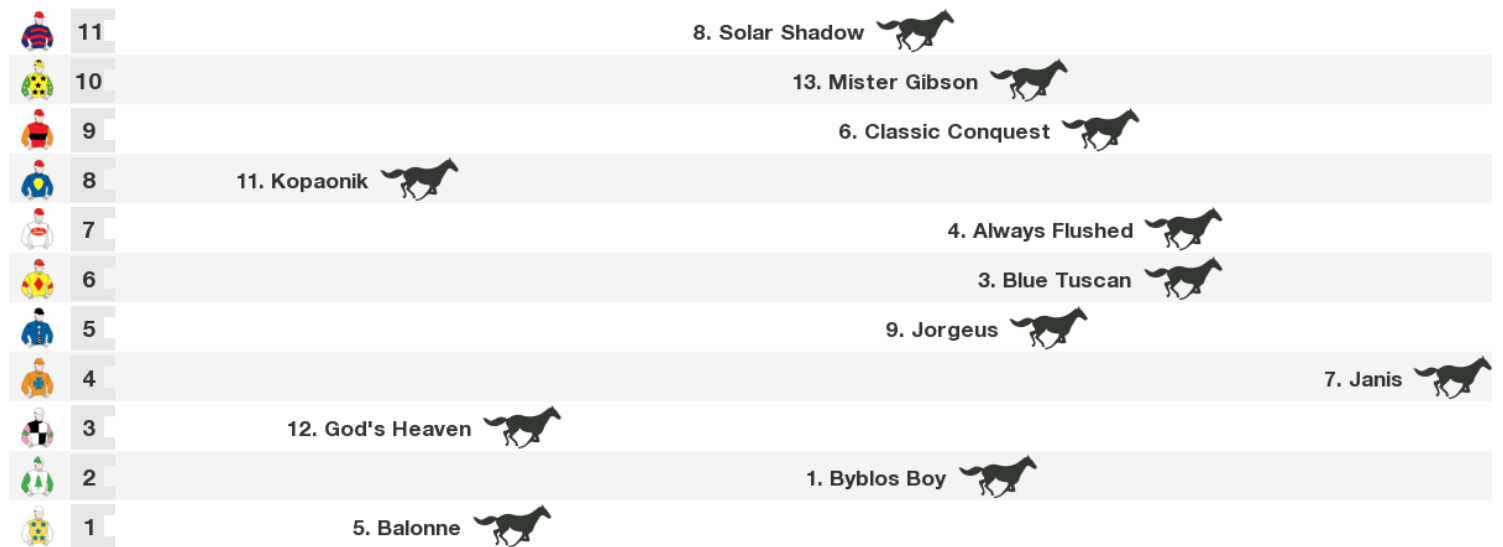 11 8. Solar Shadow
10 13. Mister Gibson
9 6. Classic Conquest
8 11. Kopaonik
7 4. Always Flushed
6 3. Blue Tuscan
5 9. Jorgeus
4 7. Janis
3 12. God's Heaven
2 1. Byblos Boy
1 5. Balonne